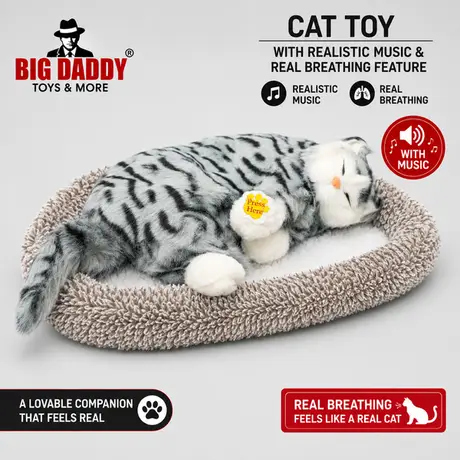 BIG DADDY®
TOYS & MORE
CAT TOY
WITH REALISTIC MUSIC &
REAL BREATHING FEATURE
REALISTIC
MUSIC
REAL
BREATHING
WITH
MUSIC
Press
Here
A LOVABLE COMPANION
THAT FEELS REAL
REAL BREATHING
FEELS LIKE A REAL CAT